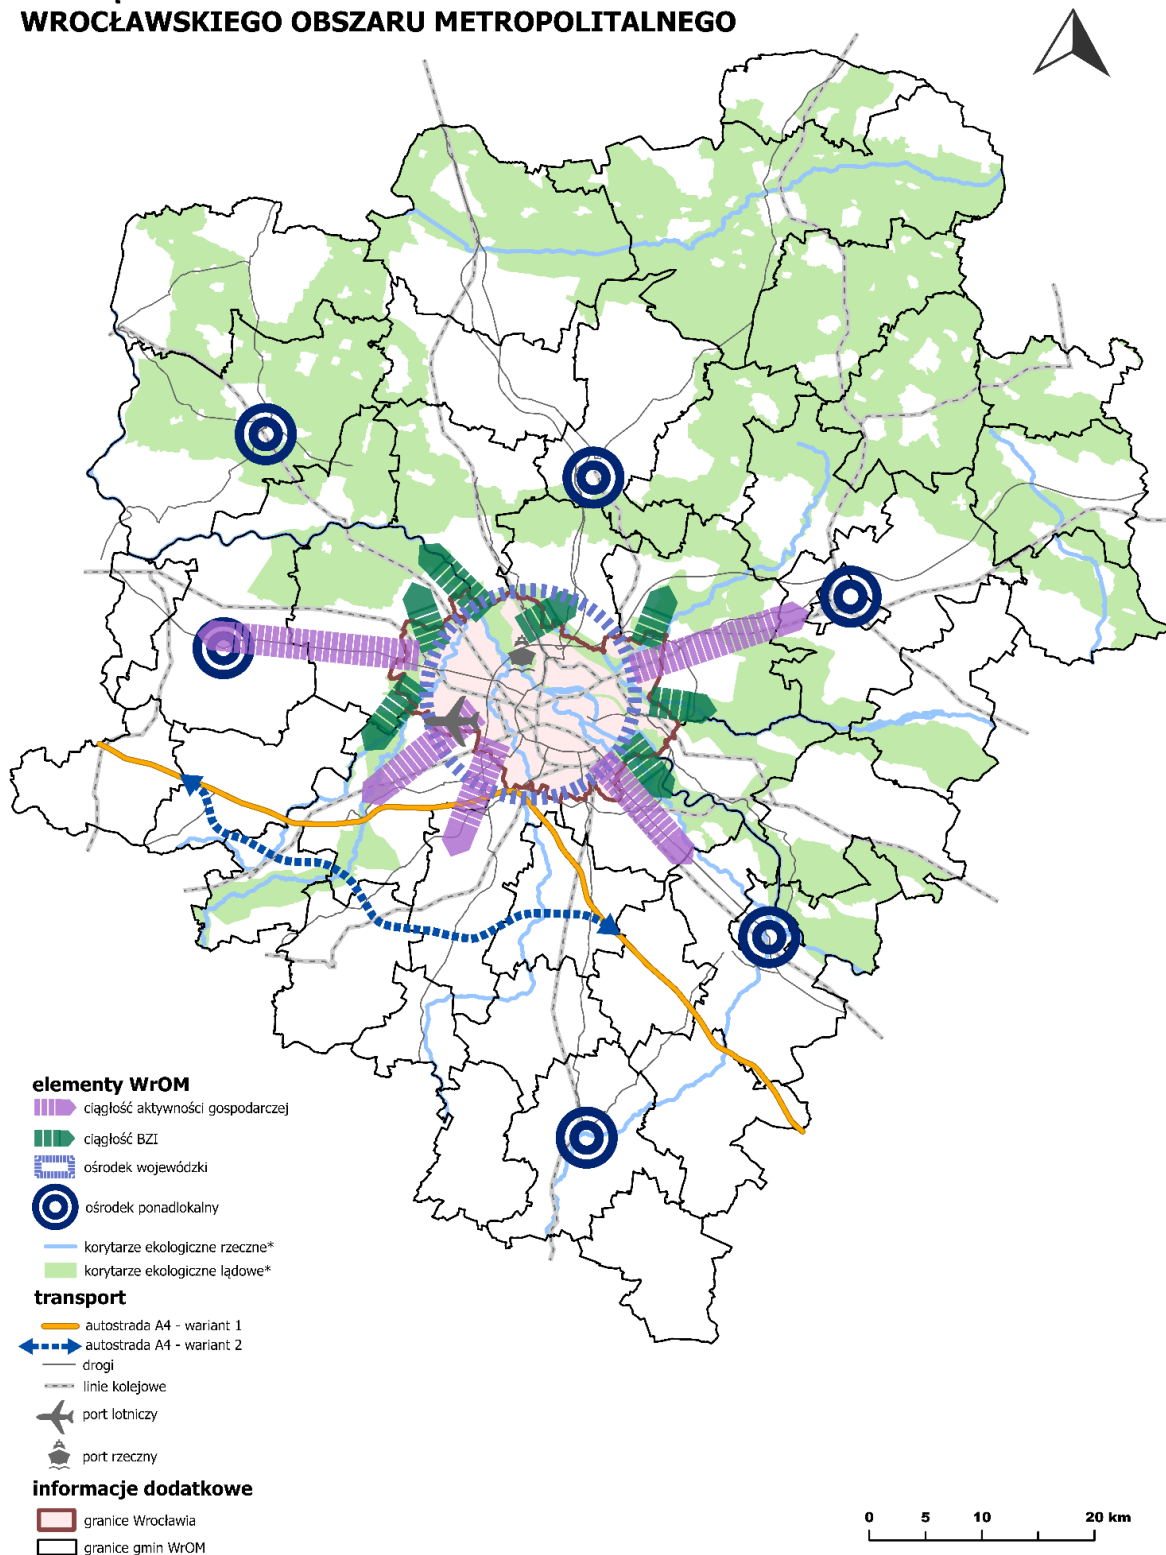 WROCŁAWSKIEGO OBSZARU METROPOLITALNEGO
elementy WrOM
ciągłość aktywności gospodarczej
ciągłość BZI
ośrodek wojewódzki
ośrodek ponadlokalny
korytarze ekologiczne rzeczne*
korytarze ekologiczne lądowe*
transport
autostrada A4 - wariant 1
autostrada A4 - wariant 2
drogi
linie kolejowe
port lotniczy
port rzeczny
informacje dodatkowe
granice Wrocławia
granice gmin WrOM
0 5 10 20 km